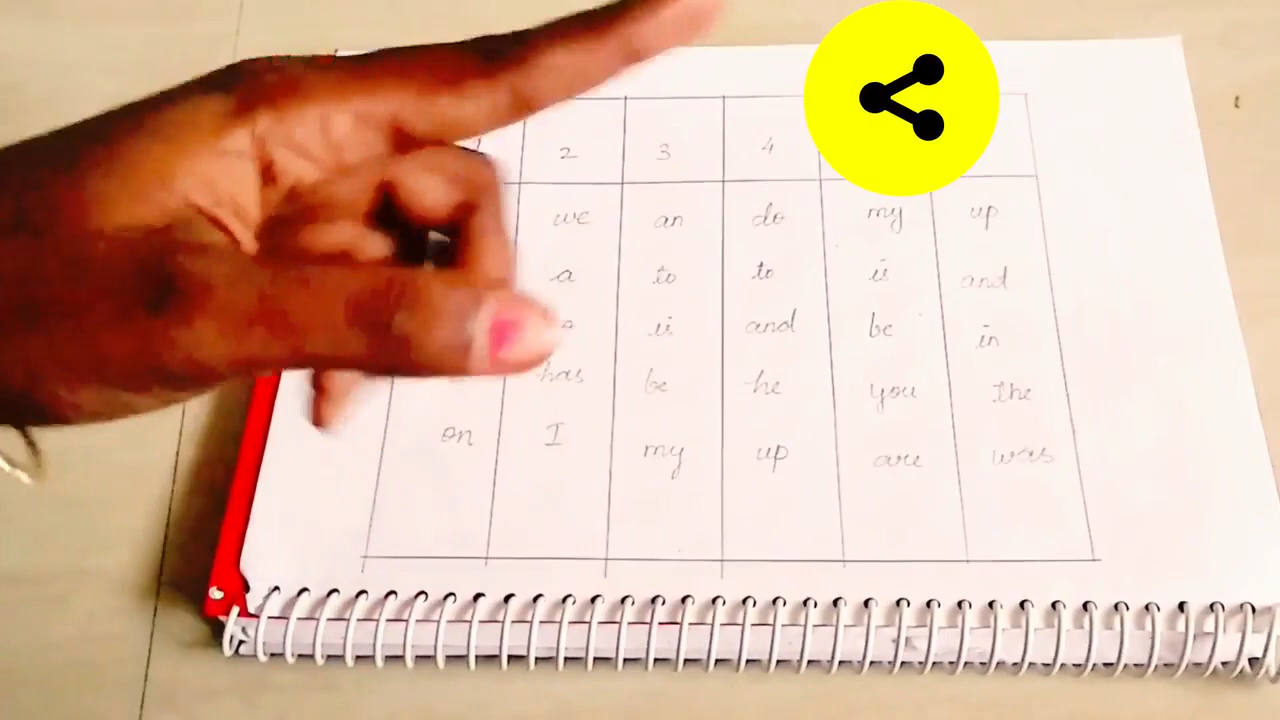 2 3 4
we an do my up
a to to is and
is and be in
has be he you the
on I my up are was